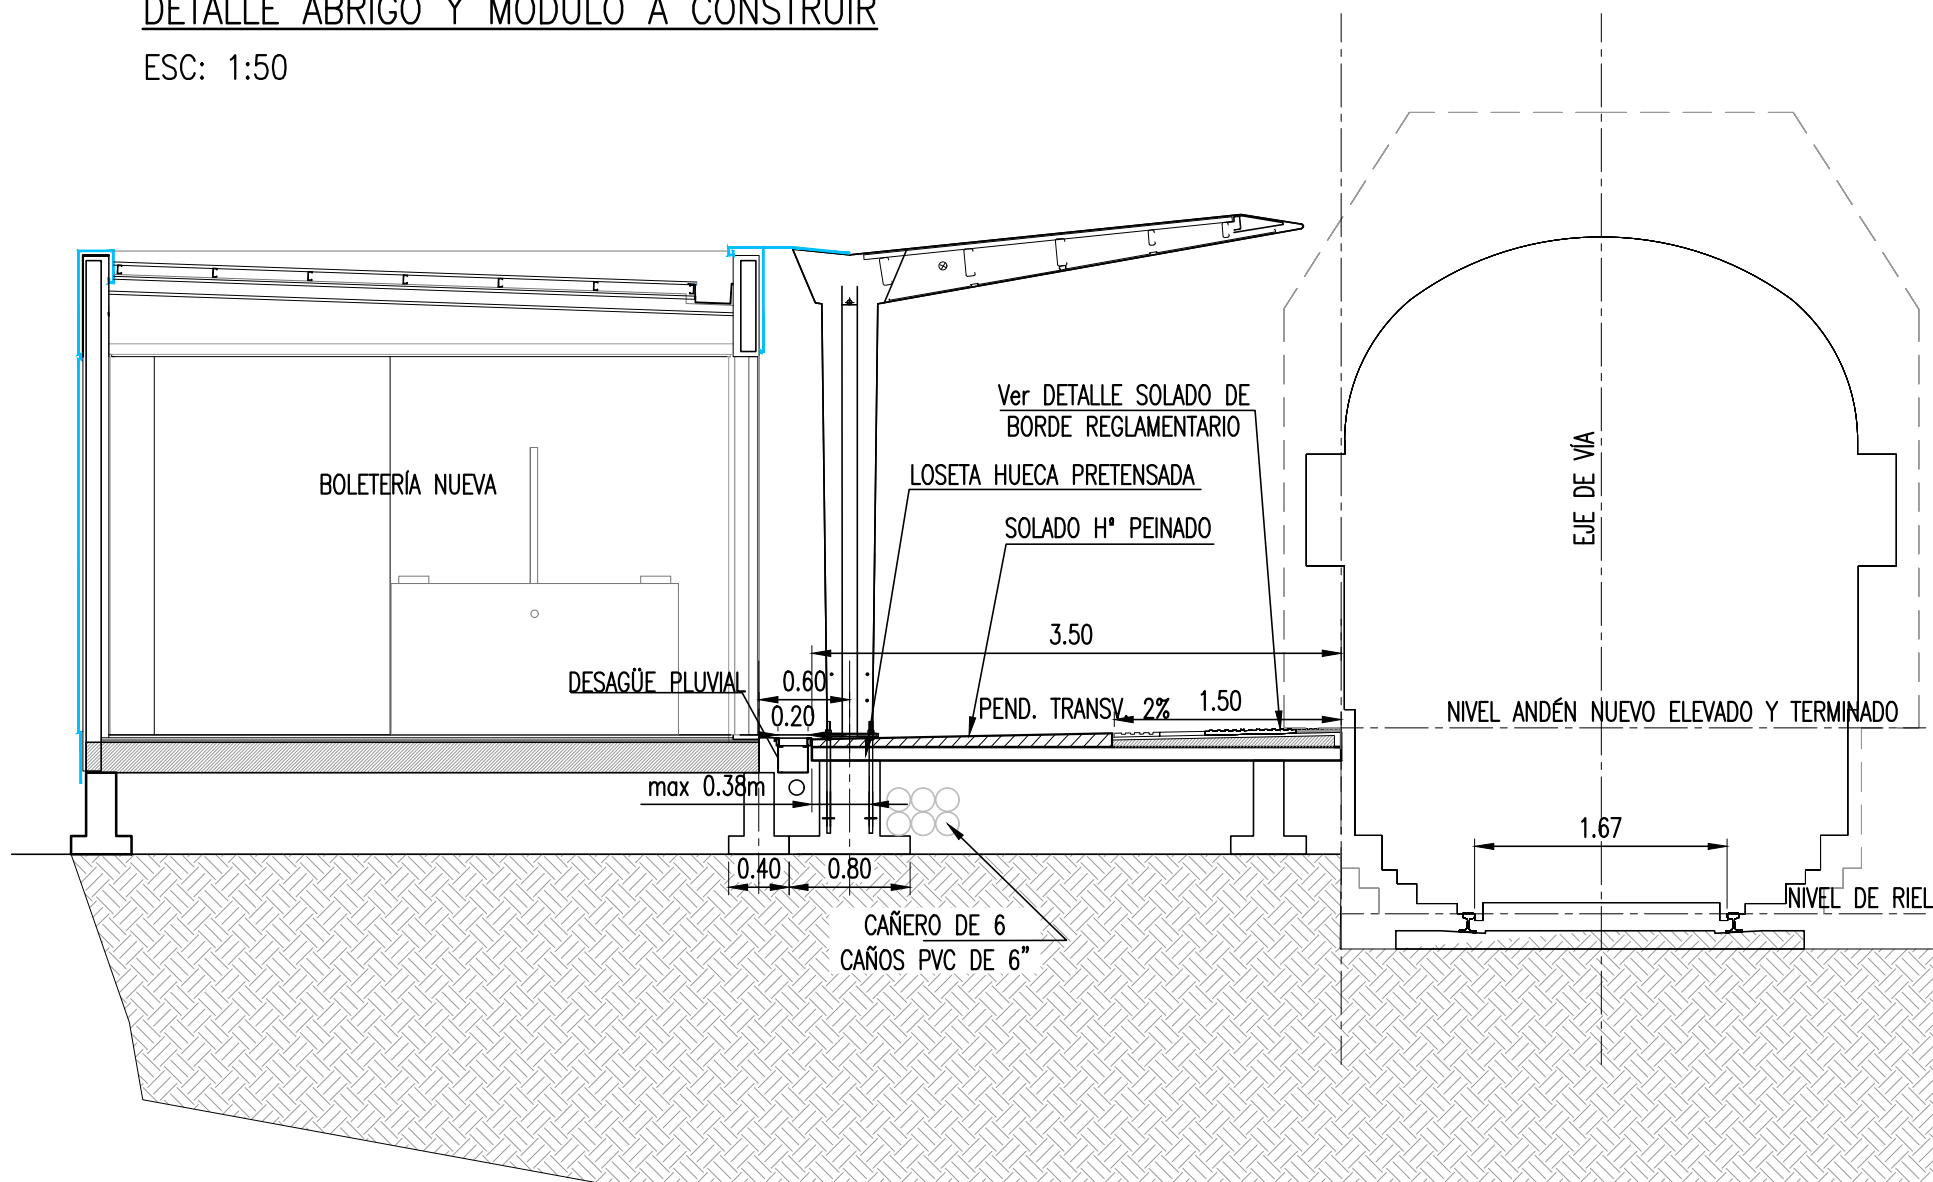 DETALLE ABRIGO Y MODULO A CONSTRUIR
ESC: 1:50
Ver DETALLE SOLADO DE
BORDE REGLAMENTARIO
EJE DE VÍA
BOLETERÍA NUEVA
LOSETA HUECA PRETENSADA
SOLADO Hº PEINADO
3.50
DESAGÜE PLUVIAL
0.60
0.20
PEND. TRANSV. 2%
1.50
NIVEL ANDÉN NUEVO ELEVADO Y TERMINADO
max 0.38m
1.67
0.40
0.80
NIVEL DE RIEL
CAÑERO DE 6
CAÑOS PVC DE 6"